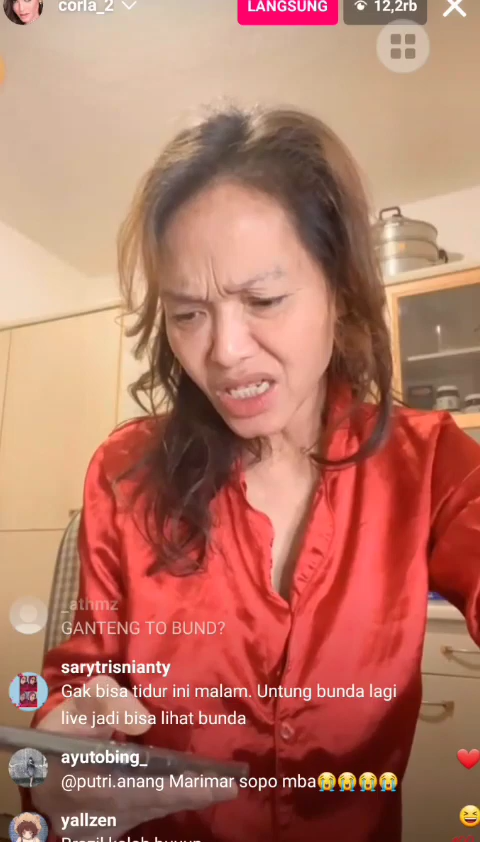 corla_2
LANGSUNG
12,2rb
_athmz
GANTENG TO BUND?
sarytrisnianty
Gak bisa tidur ini malam. Untung bunda lagi
live jadi bisa lihat bunda
ayutobing_
@putri.anang Marimar sopo mba😭😭😭😭
yallzen